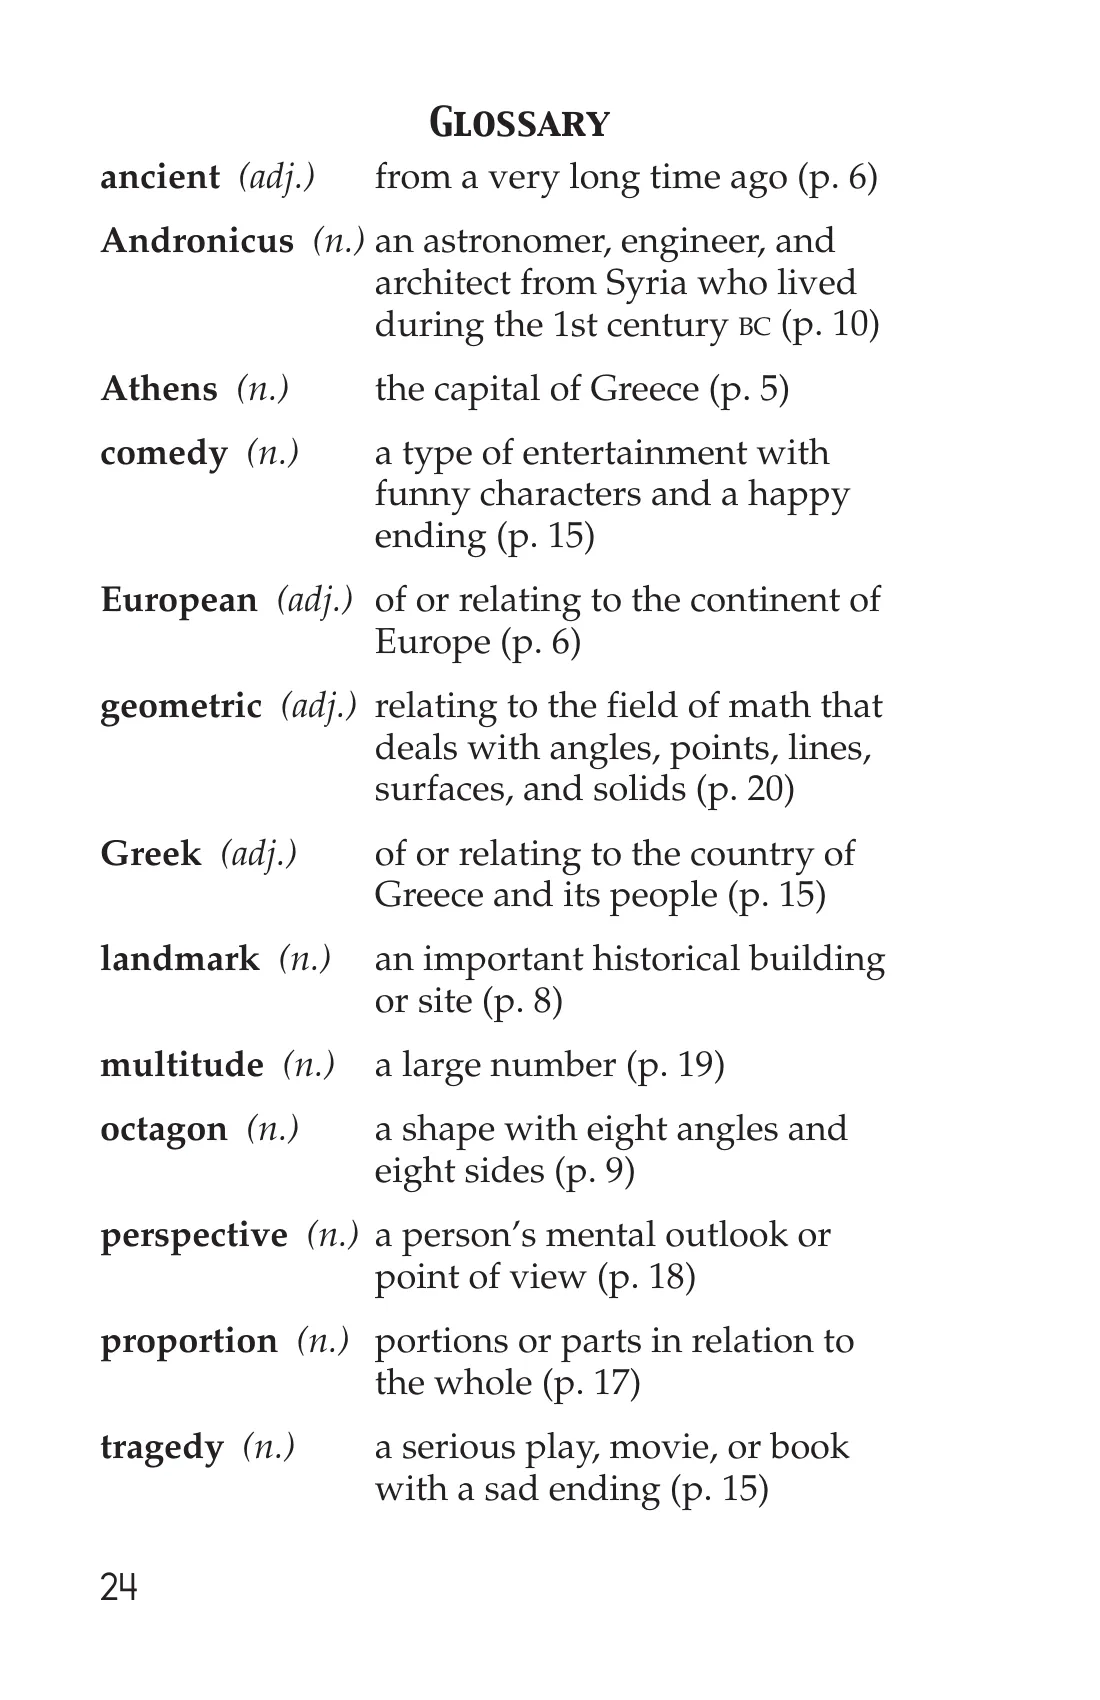 Glossary
ancient (adj.) from a very long time ago (p. 6)
Andronicus (n.) an astronomer, engineer, and
architect from Syria who lived
during the 1st century BC (p. 10)
Athens (n.) the capital of Greece (p. 5)
comedy (n.) a type of entertainment with
funny characters and a happy
ending (p. 15)
European (adj.) of or relating to the continent of
Europe (p. 6)
geometric (adj.) relating to the field of math that
deals with angles, points, lines,
surfaces, and solids (p. 20)
Greek (adj.) of or relating to the country of
Greece and its people (p. 15)
landmark (n.) an important historical building
or site (p. 8)
multitude (n.) a large number (p. 19)
octagon (n.) a shape with eight angles and
eight sides (p. 9)
perspective (n.) a person’s mental outlook or
point of view (p. 18)
proportion (n.) portions or parts in relation to
the whole (p. 17)
tragedy (n.) a serious play, movie, or book
with a sad ending (p. 15)
24